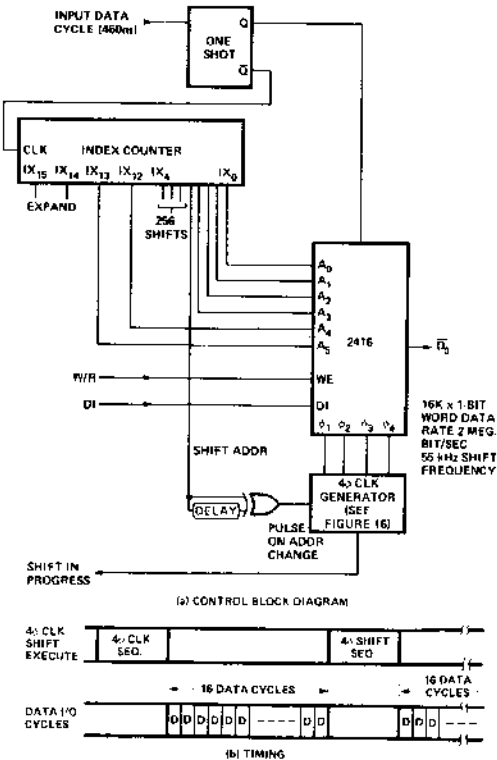 INPUT DATA
CYCLE (460ns)
ONE
SHOT
Q
Q̅
CLK INDEX COUNTER
IX15 IX14 IX13 IX12 IX4 IX0
EXPAND
256
SHIFTS
A0
A1
A2
A3
A4
A5
2416
D̅0
W/R
WE
DI
DI
ϕ1 ϕ2 ϕ3 ϕ4
16K x 1-BIT
WORD DATA
RATE 2 MEG.
BIT/SEC
55 kHz SHIFT
FREQUENCY
SHIFT ADDR
DELAY
4ϕ CLK
GENERATOR
(SEE
FIGURE 16)
PULSE
ON ADDR
CHANGE
SHIFT IN
PROGRESS
(a) CONTROL BLOCK DIAGRAM
4ϕ CLK
SHIFT
EXECUTE
4ϕ CLK
SEQ.
4ϕ SHIFT
SEQ
16 DATA CYCLES
16 DATA
CYCLES
DATA I/O
CYCLES
D D D D D D D D D D D
(b) TIMING